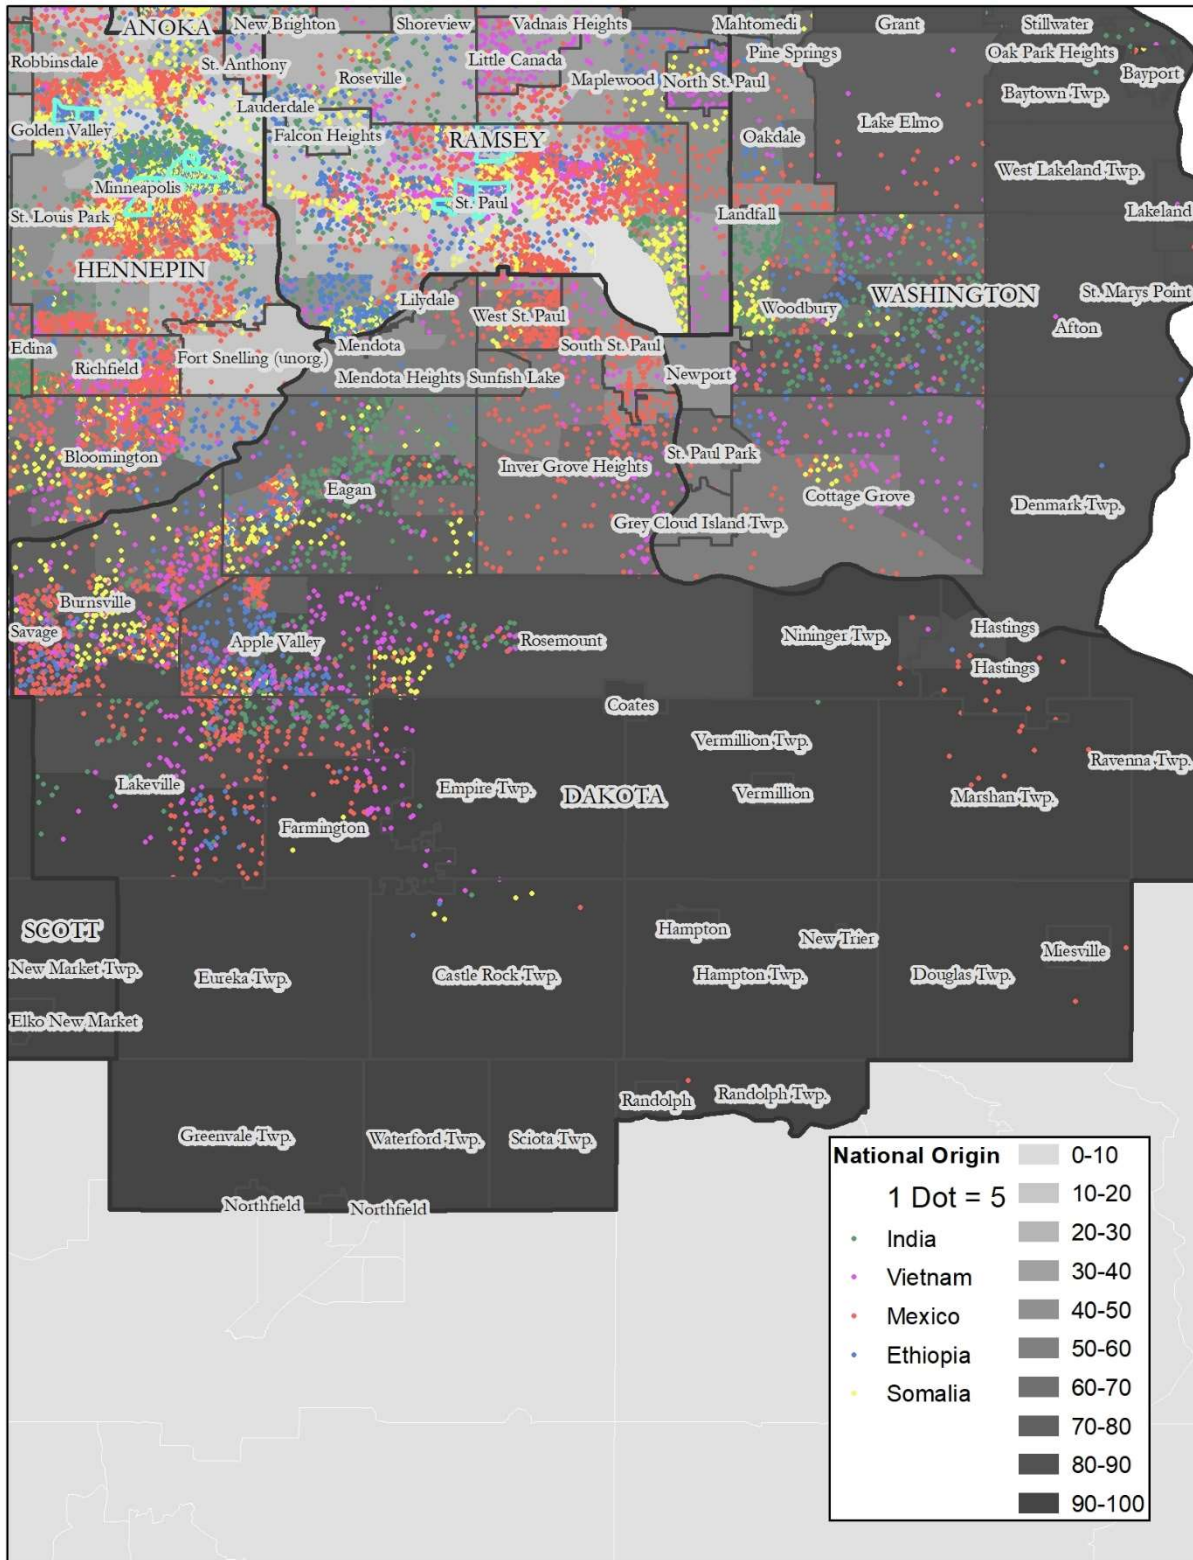 ANOKA
New Brighton
Shoreview
Vadnais Heights
Mahtomedi
Grant
Stillwater
Robbinsdale
St. Anthony
Roseville
Little Canada
Maplewood
North St. Paul
Pine Springs
Oak Park Heights
Bayport
Baytown Twp.
Golden Valley
Lauderdale
Falcon Heights
RAMSEY
Oakdale
Lake Elmo
West Lakeland Twp.
Minneapolis
St. Paul
St. Louis Park
Landfall
Lakeland
HENNEPIN
Lilydale
West St. Paul
Woodbury
WASHINGTON
St. Marys Point
Afton
Edina
Richfield
Fort Snelling (unorg.)
Mendota
South St. Paul
Mendota Heights
Sunfish Lake
Newport
Bloomington
Eagan
Inver Grove Heights
St. Paul Park
Cottage Grove
Denmark Twp.
Grey Cloud Island Twp.
Burnsville
Savage
Apple Valley
Rosemount
Nininger Twp.
Hastings
Hastings
Coates
Vermillion Twp.
Ravenna Twp.
Lakeville
Empire Twp.
DAKOTA
Vermillion
Marshan Twp.
Farmington
SCOTT
Hampton
New Trier
Miesville
New Market Twp.
Eureka Twp.
Castle Rock Twp.
Hampton Twp.
Douglas Twp.
Elko New Market
Randolph
Randolph Twp.
Greenvale Twp.
Waterford Twp.
Sciota Twp.
Northfield
Northfield
National Origin
1 Dot = 5
India
Vietnam
Mexico
Ethiopia
Somalia
0-10
10-20
20-30
30-40
40-50
50-60
60-70
70-80
80-90
90-100